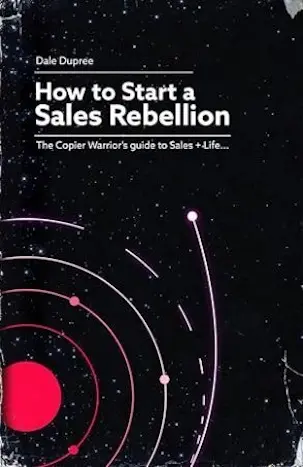 Dale Dupree
How to Start a
Sales Rebellion
The Copier Warrior's guide to Sales + Life...